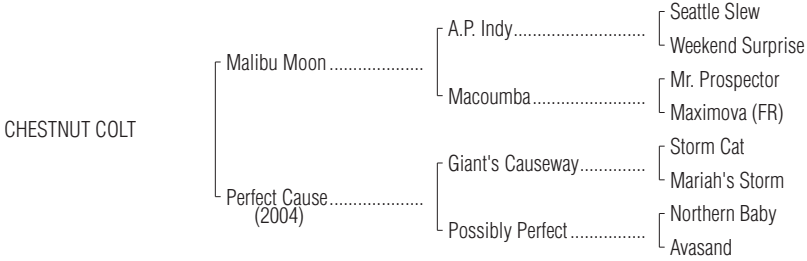 Seattle Slew
A.P. Indy
Weekend Surprise
Malibu Moon
Mr. Prospector
Macoumba
Maximova (FR)
CHESTNUT COLT
Storm Cat
Giant's Causeway
Mariah's Storm
Perfect Cause
(2004)
Northern Baby
Possibly Perfect
Avasand